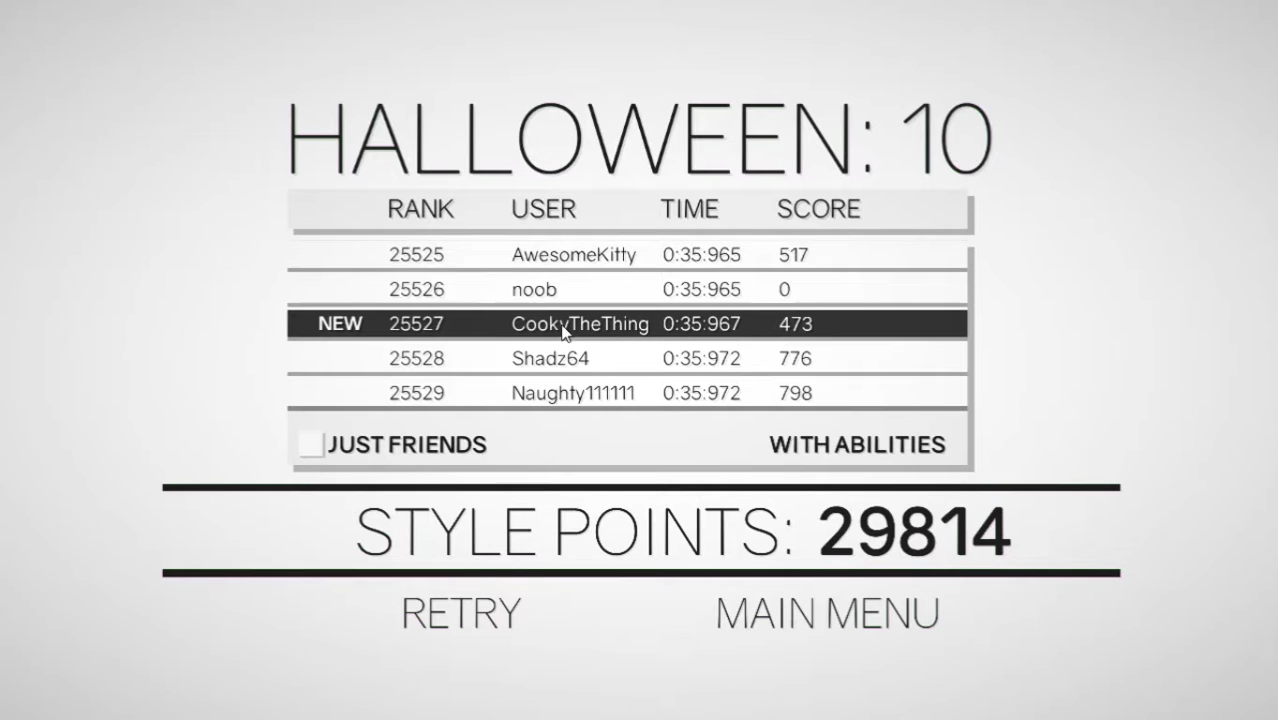 HALLOWEEN: 10
RANK USER TIME SCORE
25525 AwesomeKitty 0:35:965 517
25526 noob 0:35:965 0
NEW 25527 CookyTheThing 0:35:967 473
25528 Shadz64 0:35:972 776
25529 Naughty111111 0:35:972 798
JUST FRIENDS WITH ABILITIES
STYLE POINTS: 29814
RETRY MAIN MENU